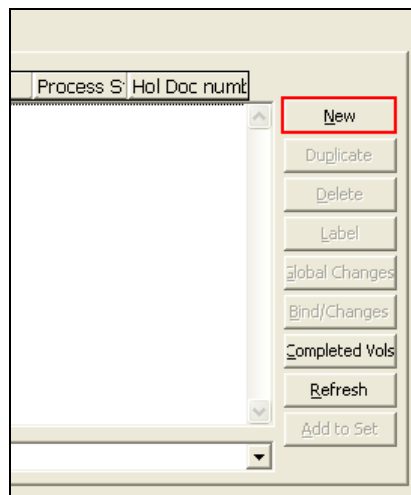 Process S Hol Doc numb
New
Duplicate
Delete
Label
Global Changes
Bind/Changes
Completed Vols
Refresh
Add to Set